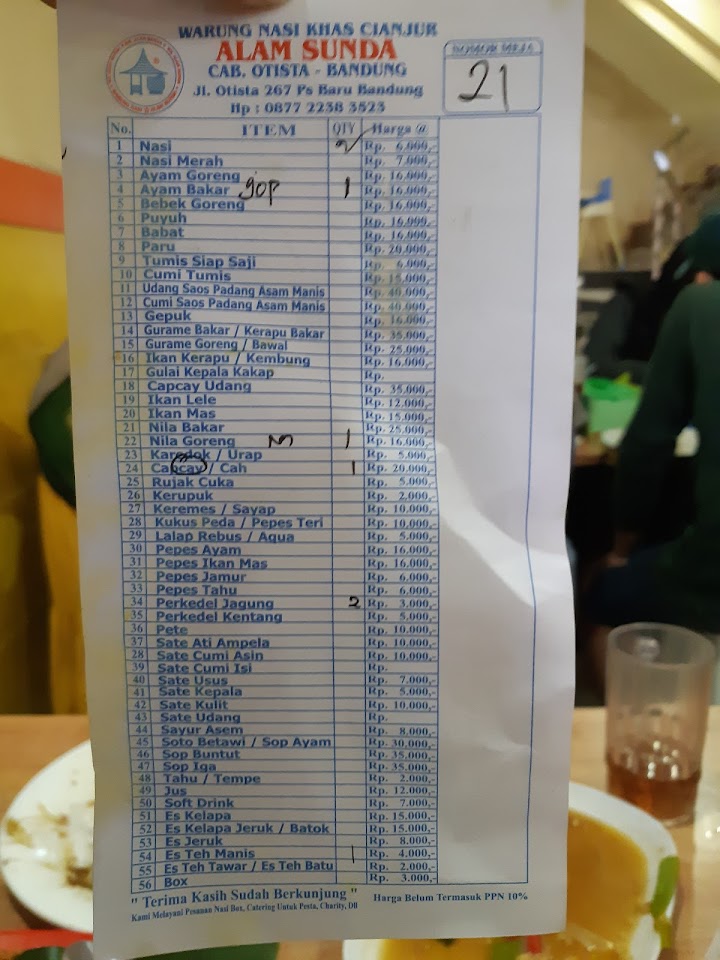 WARUNG NASI KHAS CIANJUR
ALAM SUNDA
CAB. OTISTA - BANDUNG
Jl. Otista 267 Ps Baru Bandung
Hp : 0877 2238 3523
NOMOR MEJA
21
No. ITEM QTY Harga @
1 Nasi 2 Rp. 6.000,-
2 Nasi Merah Rp. 7.000,-
3 Ayam Goreng Rp. 16.000,-
4 Ayam Bakar 1 Rp. 16.000,-
5 Bebek Goreng Rp. 16.000,-
6 Puyuh Rp. 16.000,-
7 Babat Rp. 16.000,-
8 Paru Rp. 20.000,-
9 Tumis Siap Saji Rp. 6.000,-
10 Cumi Tumis Rp. 15.000,-
11 Udang Saos Padang Asam Manis Rp. 40.000,-
12 Cumi Saos Padang Asam Manis Rp. 40.000,-
13 Gepuk Rp. 16.000,-
14 Gurame Bakar / Kerapu Bakar Rp. 35.000,-
15 Gurame Goreng / Bawal Rp. 25.000,-
16 Ikan Kerapu / Kembung Rp. 16.000,-
17 Gulai Kepala Kakap Rp.
18 Capcay Udang Rp. 35.000,-
19 Ikan Lele Rp. 12.000,-
20 Ikan Mas Rp. 15.000,-
21 Nila Bakar Rp. 25.000,-
22 Nila Goreng 1 Rp. 16.000,-
23 Karedok / Urap Rp. 5.000,-
24 Capcay / Cah 1 Rp. 20.000,-
25 Rujak Cuka Rp. 5.000,-
26 Kerupuk Rp. 2.000,-
27 Keremes / Sayap Rp. 10.000,-
28 Kukus Peda / Pepes Teri Rp. 10.000,-
29 Lalap Rebus / Aqua Rp. 5.000,-
30 Pepes Ayam Rp. 16.000,-
31 Pepes Ikan Mas Rp. 16.000,-
32 Pepes Jamur Rp. 6.000,-
33 Pepes Tahu Rp. 6.000,-
34 Perkedel Jagung 2 Rp. 3.000,-
35 Perkedel Kentang Rp. 5.000,-
36 Pete Rp. 10.000,-
37 Sate Ati Ampela Rp. 10.000,-
28 Sate Cumi Asin Rp. 10.000,-
39 Sate Cumi Isi Rp.
40 Sate Usus Rp. 7.000,-
41 Sate Kepala Rp. 5.000,-
42 Sate Kulit Rp. 10.000,-
43 Sate Udang Rp.
44 Sayur Asem Rp. 8.000,-
45 Soto Betawi / Sop Ayam Rp. 30.000,-
46 Sop Buntut Rp. 35.000,-
47 Sop Iga Rp. 35.000,-
48 Tahu / Tempe Rp. 2.000,-
49 Jus Rp. 12.000,-
50 Soft Drink Rp. 7.000,-
51 Es Kelapa Rp. 15.000,-
52 Es Kelapa Jeruk / Batok Rp. 15.000,-
53 Es Jeruk Rp. 8.000,-
54 Es Teh Manis 1 Rp. 4.000,-
55 Es Teh Tawar / Es Teh Batu Rp. 2.000,-
56 Box Rp. 3.000,-
" Terima Kasih Sudah Berkunjung " Harga Belum Termasuk PPN 10%
Kami Melayani Pesanan Nasi Box, Catering Untuk Pesta, Charity, Dll